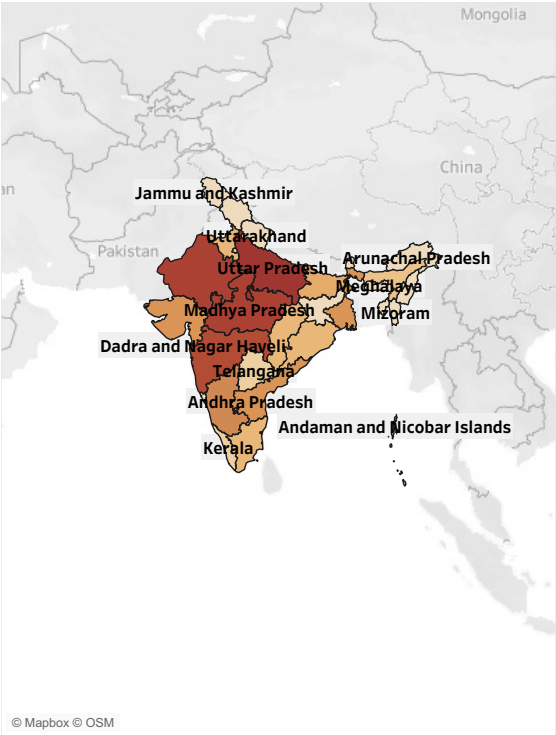 Mongolia
China
an
Jammu and Kashmir
Uttarakhand
Pakistan
Arunachal Pradesh
Uttar Pradesh
Meghalaya
Madhya Pradesh
Mizoram
Dadra and Nagar Haveli
Telangana
Andhra Pradesh
Andaman and Nicobar Islands
Kerala
© Mapbox © OSM